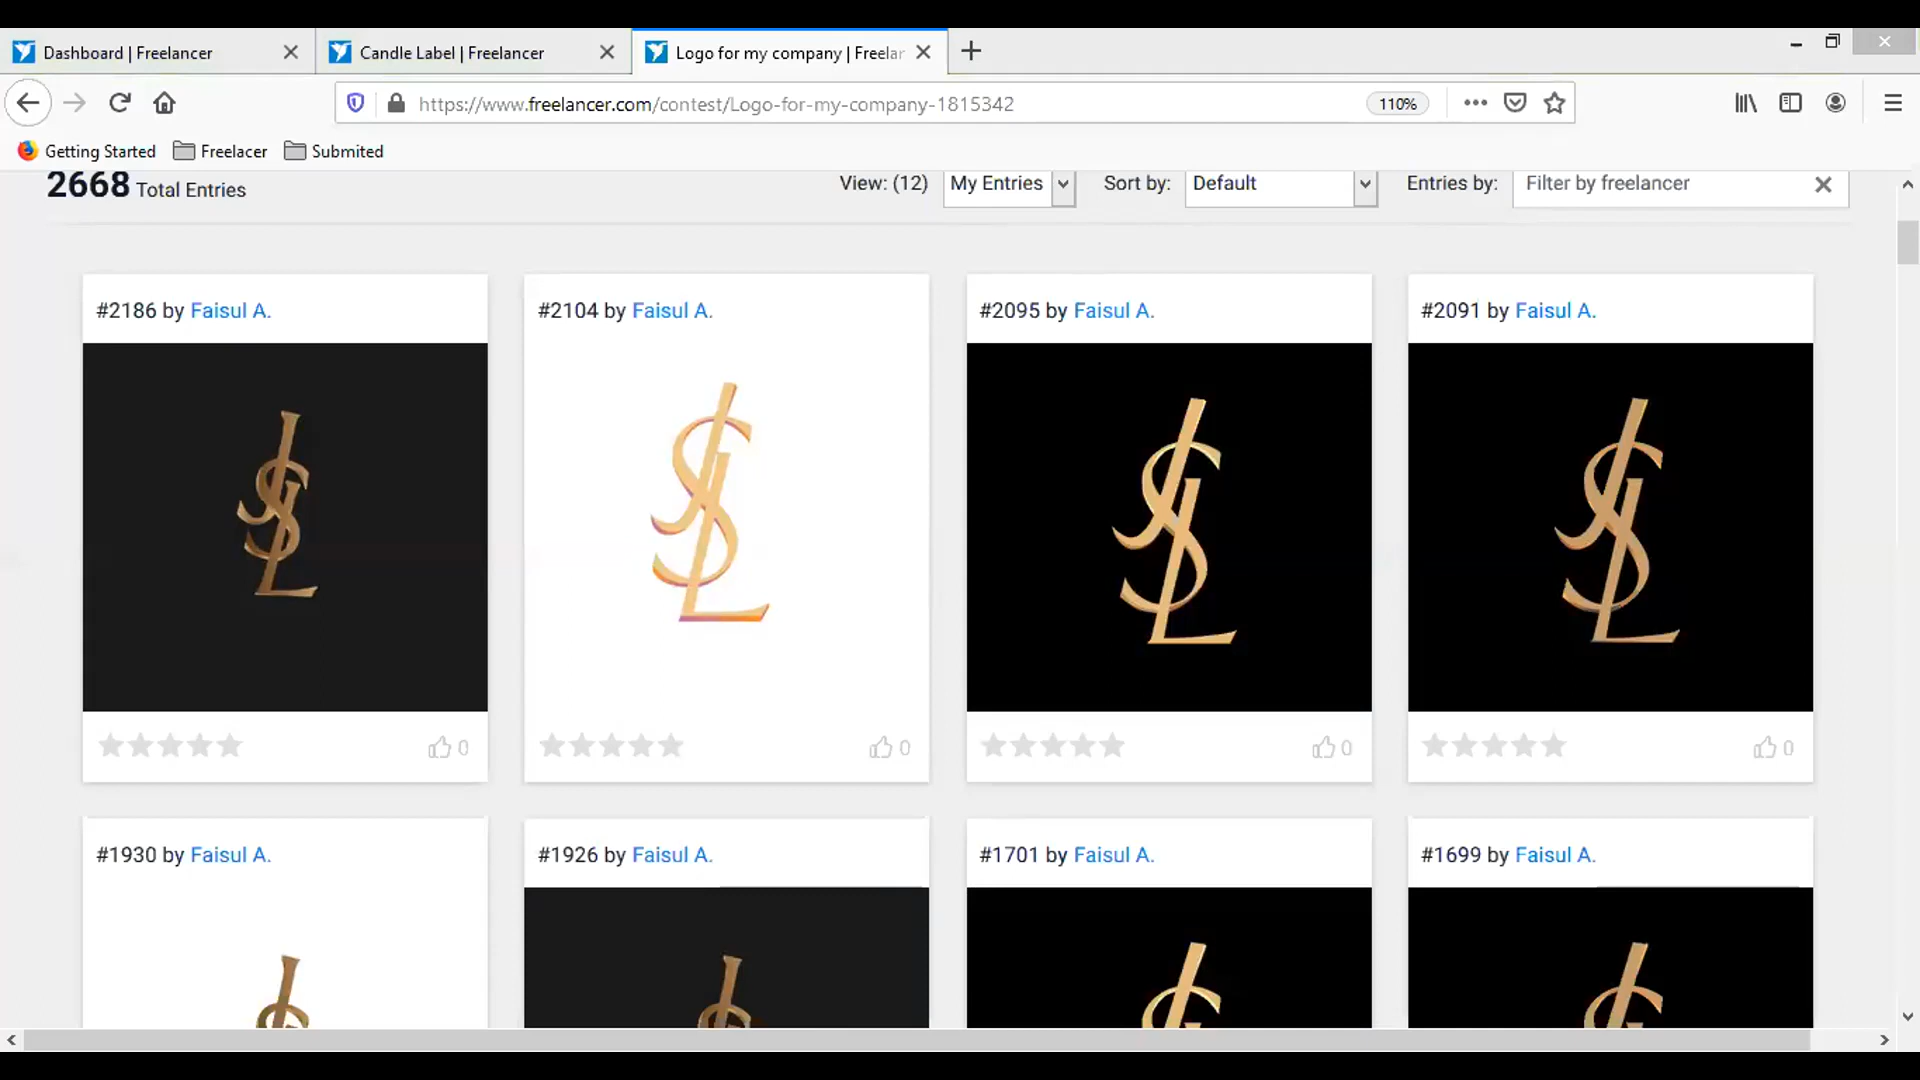 Dashboard | Freelancer
Candle Label | Freelancer
Logo for my company | Freelan
https://www.freelancer.com/contest/Logo-for-my-company-1815342
110%
Getting Started
Freelacer
Submited
2668 Total Entries
View: (12) My Entries
Sort by: Default
Entries by: Filter by freelancer
#2186 by Faisul A.
#2104 by Faisul A.
#2095 by Faisul A.
#2091 by Faisul A.
0
0
0
0
#1930 by Faisul A.
#1926 by Faisul A.
#1701 by Faisul A.
#1699 by Faisul A.